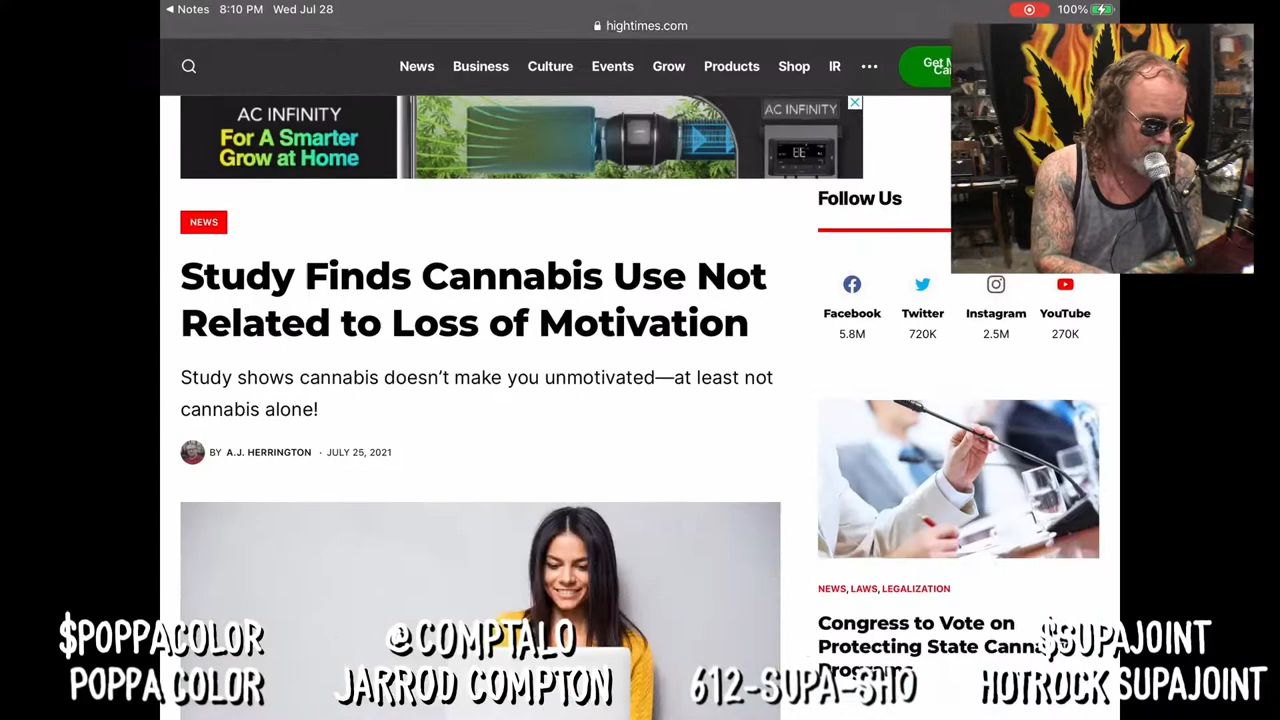 Notes 8:10 PM Wed Jul 28
100%
hightimes.com
News Business Culture Events Grow Products Shop IR
Get M
Car
AC INFINITY
For A Smarter
Grow at Home
AC INFINITY
NEWS
Follow Us
Study Finds Cannabis Use Not
Related to Loss of Motivation
Facebook Twitter Instagram YouTube
5.8M 720K 2.5M 270K
Study shows cannabis doesn’t make you unmotivated—at least not
cannabis alone!
BY A.J. HERRINGTON · JULY 25, 2021
NEWS, LAWS, LEGALIZATION
Congress to Vote on
Protecting State Canna
Programs
$POPPACOLOR @COMPTALO $SUPAJOINT
POPPA COLOR JARROD COMPTON 612-SUPA-SHO HOTROCK SUPAJOINT